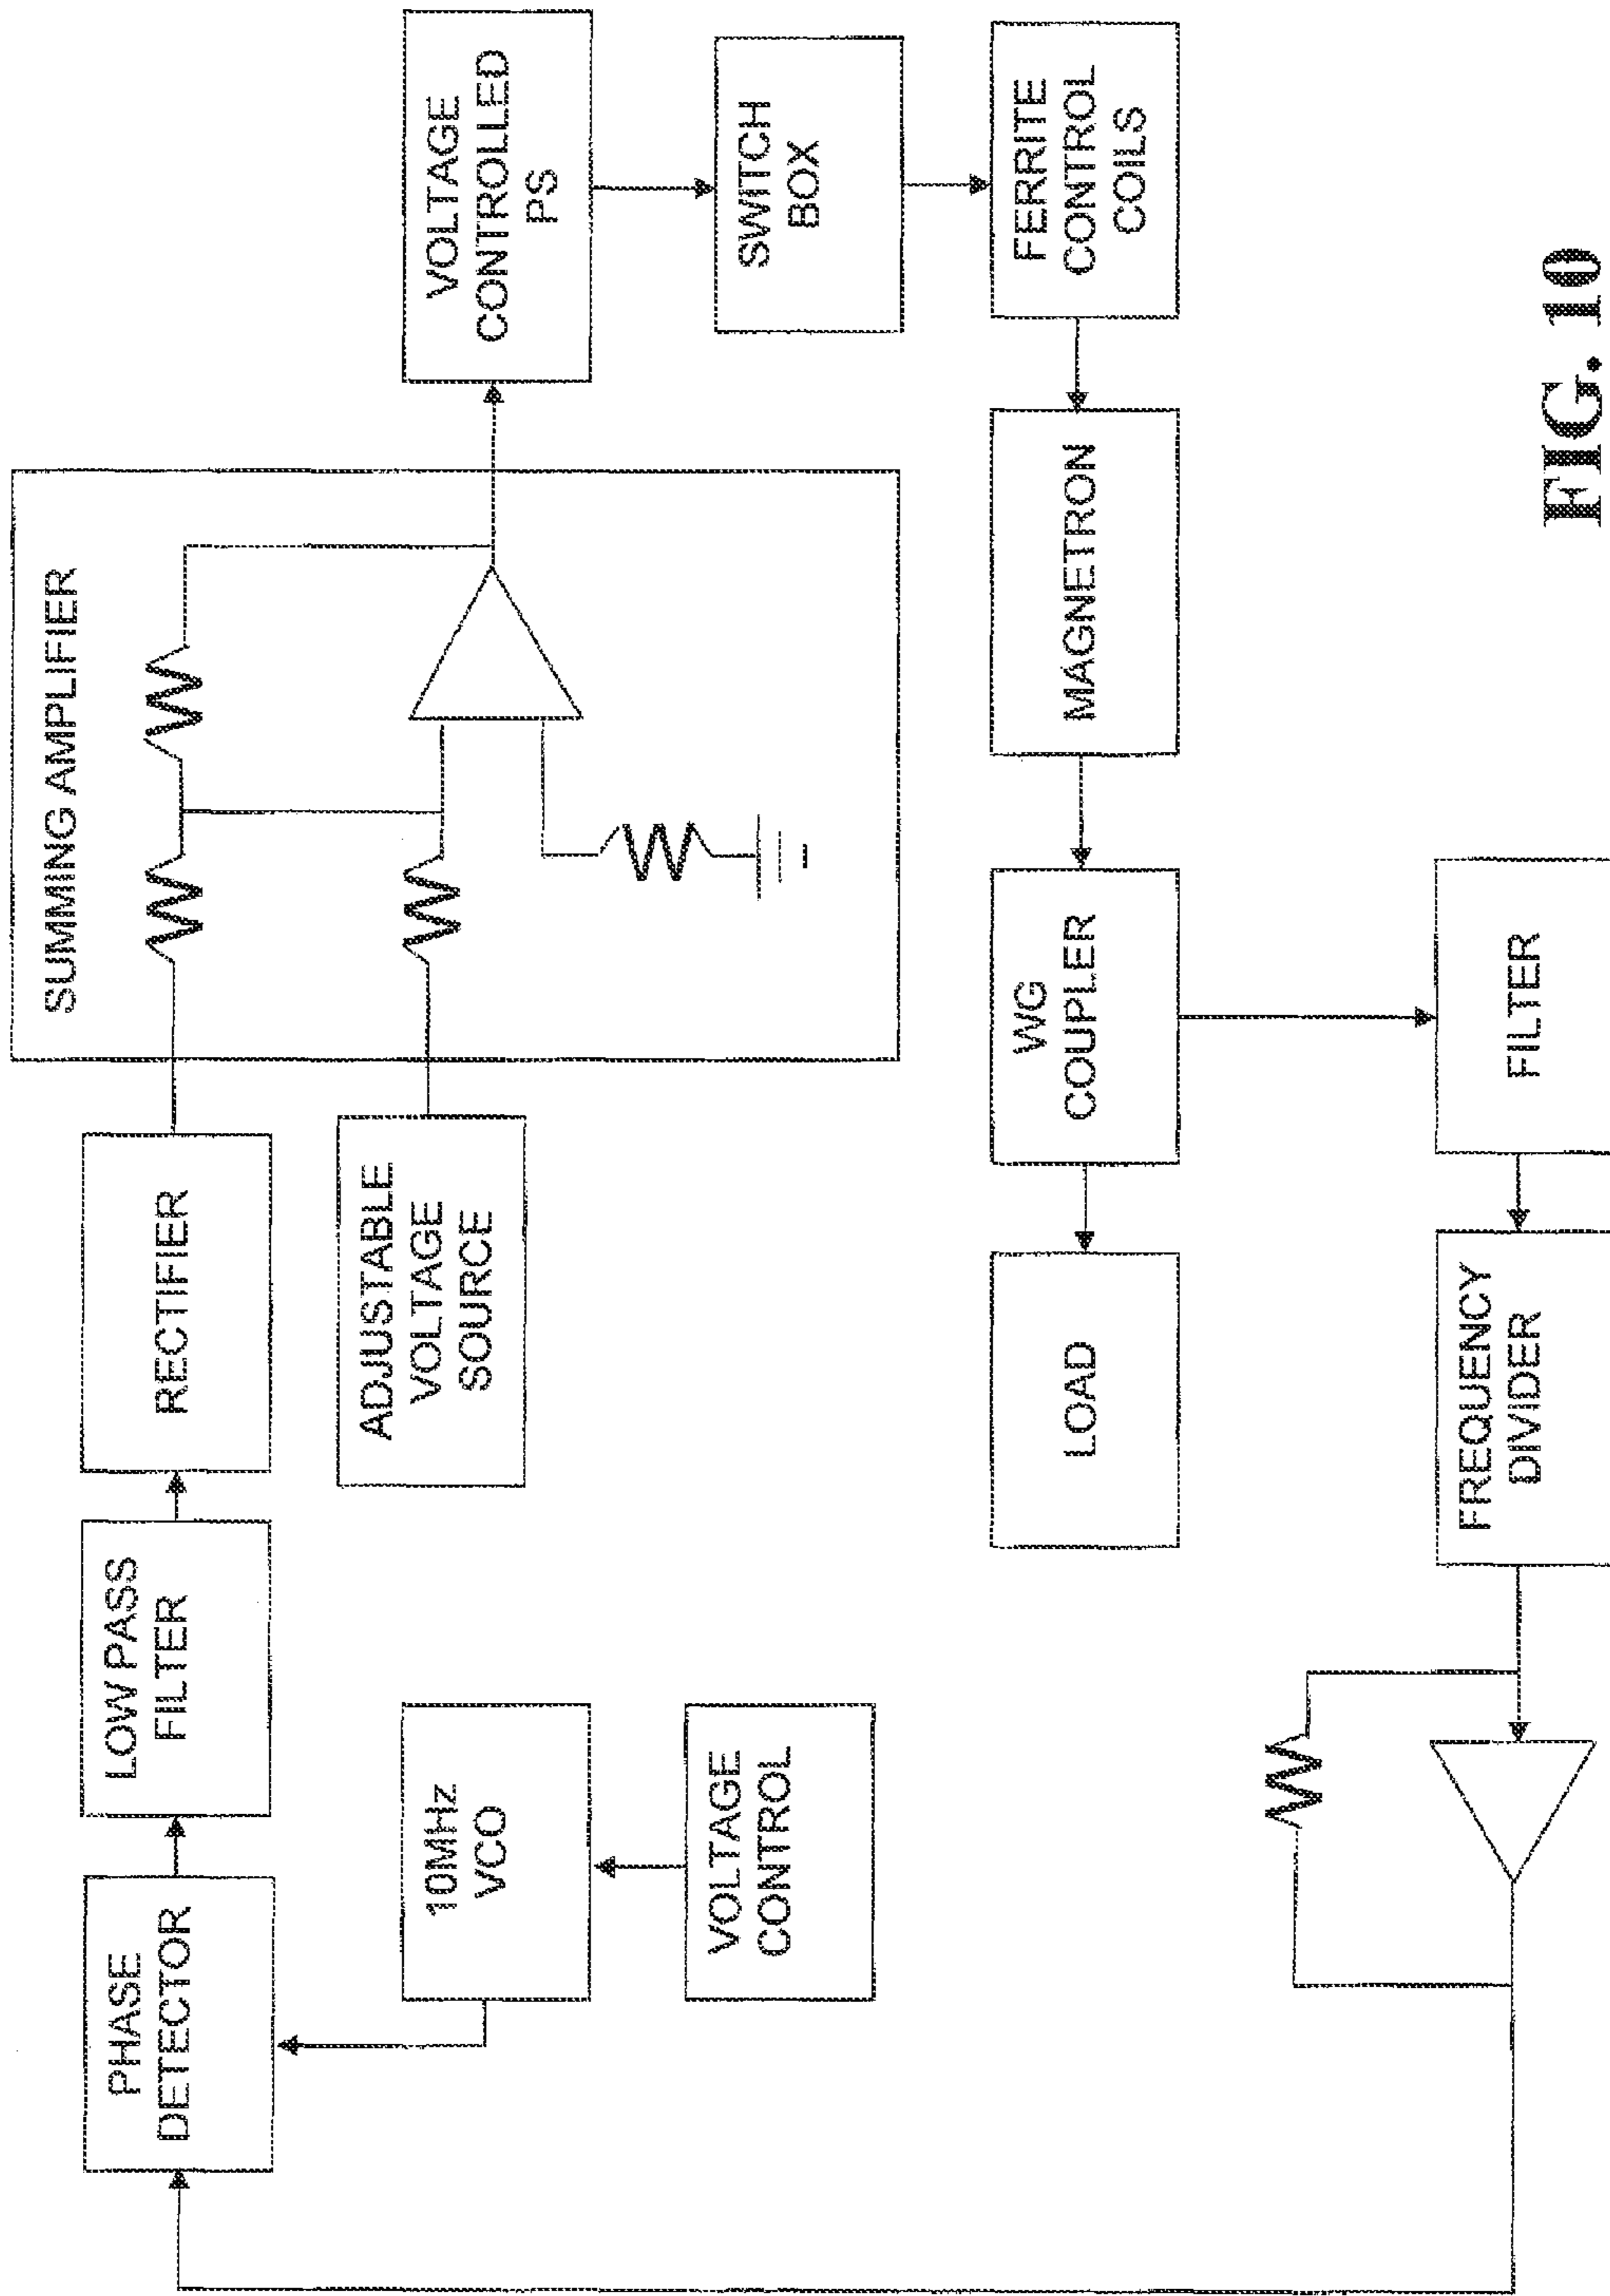 PHASE
DETECTOR
LOW PASS
FILTER
RECTIFIER
SUMMING AMPLIFIER
ADJUSTABLE
VOLTAGE
SOURCE
10MHz
VCO
VOLTAGE
CONTROL
VOLTAGE
CONTROLLED
PS
SWITCH
BOX
FERRITE
CONTROL
COILS
MAGNETRON
WG
COUPLER
LOAD
FILTER
FREQUENCY
DIVIDER
FIG. 10